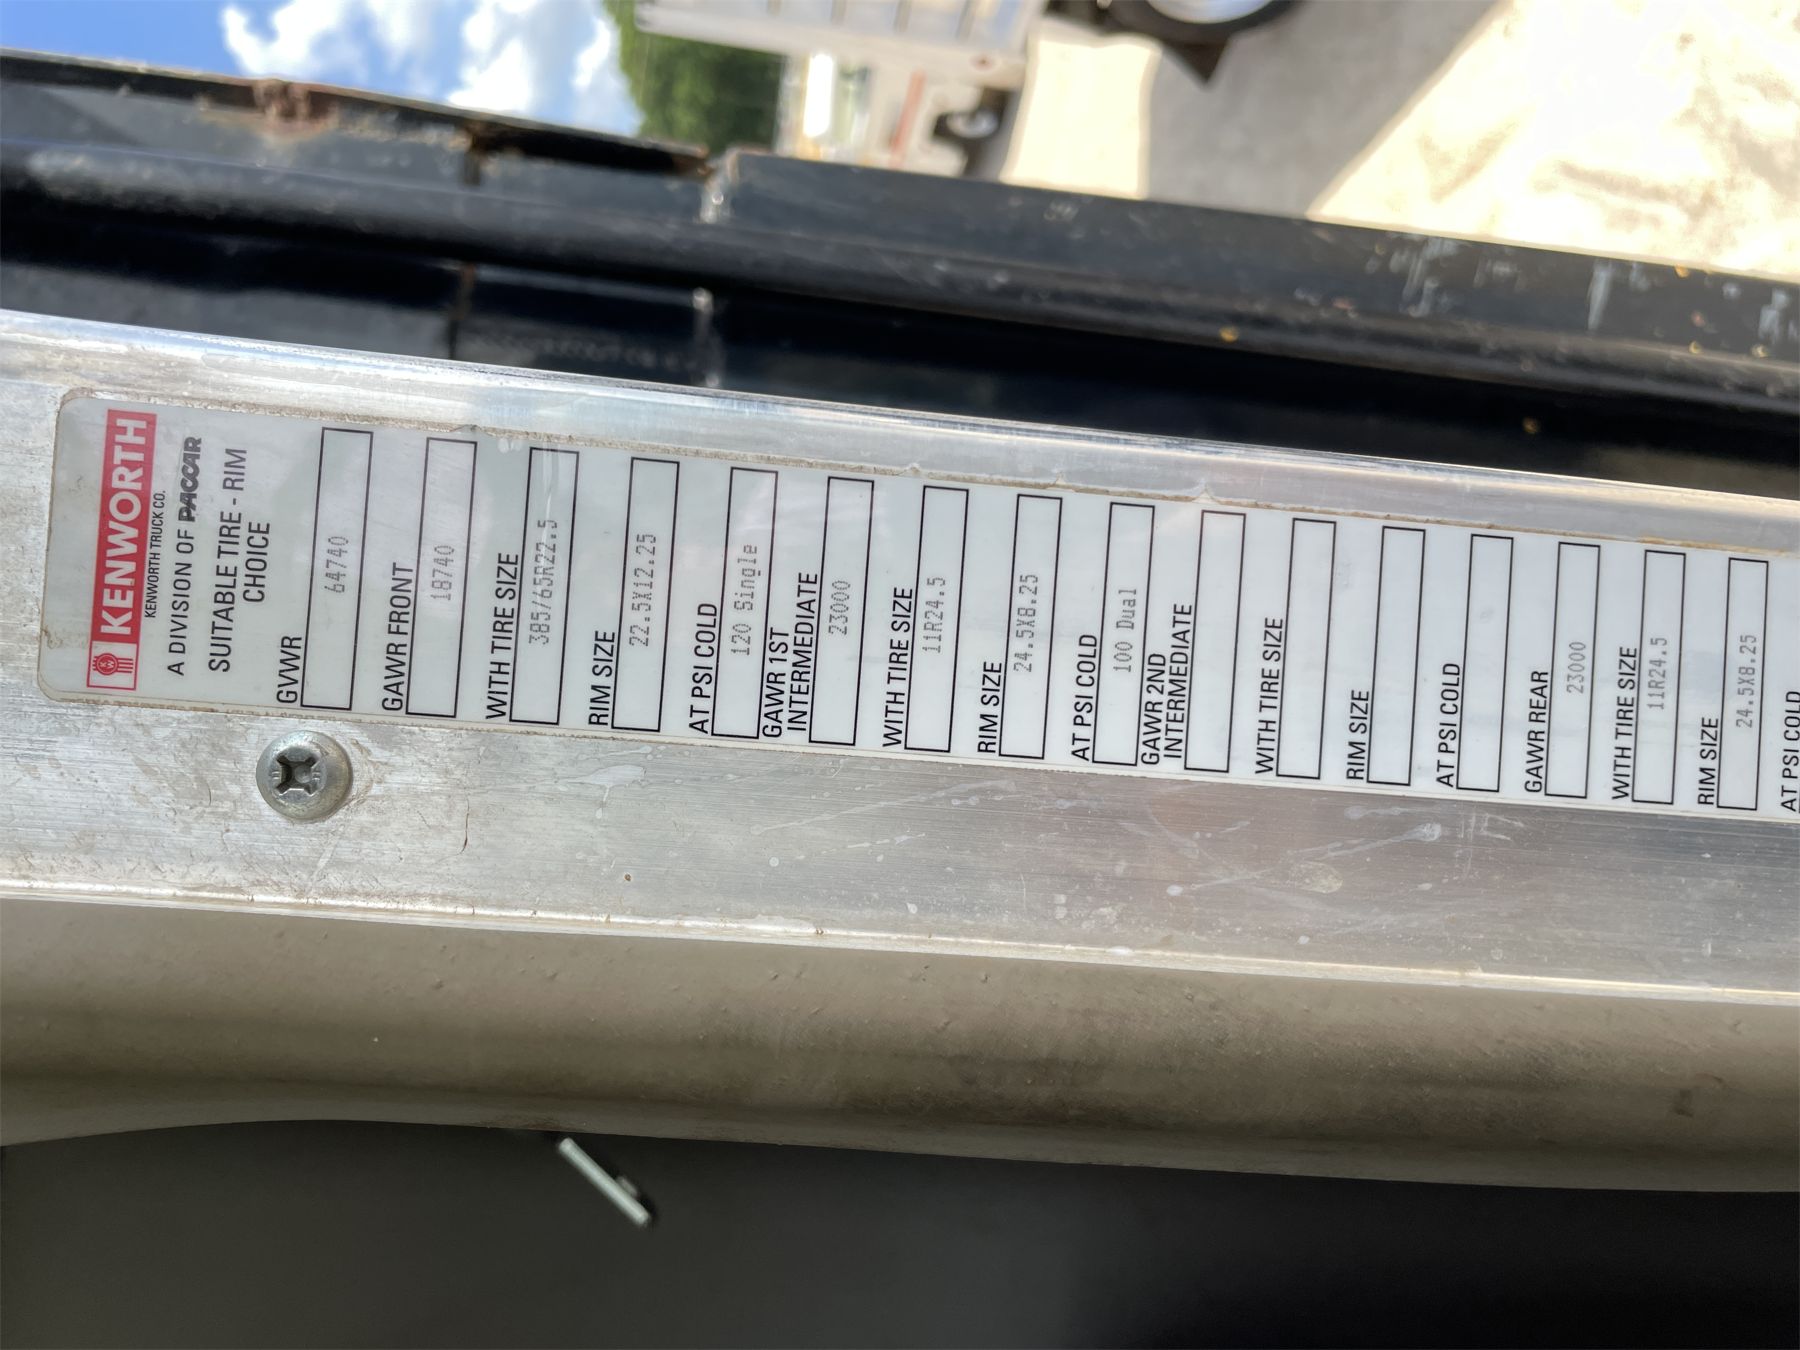 KENWORTH
KENWORTH TRUCK CO.
A DIVISION OF PACCAR
SUITABLE TIRE - RIM
CHOICE
GVWR
64740
GAWR FRONT
18740
WITH TIRE SIZE
385/65R22.5
RIM SIZE
22.5X12.25
AT PSI COLD
120 Single
GAWR 1ST
INTERMEDIATE
23000
WITH TIRE SIZE
11R24.5
RIM SIZE
24.5X8.25
AT PSI COLD
100 Dual
GAWR 2ND
INTERMEDIATE
WITH TIRE SIZE
RIM SIZE
AT PSI COLD
GAWR REAR
23000
WITH TIRE SIZE
11R24.5
RIM SIZE
24.5X8.25
AT PSI COLD